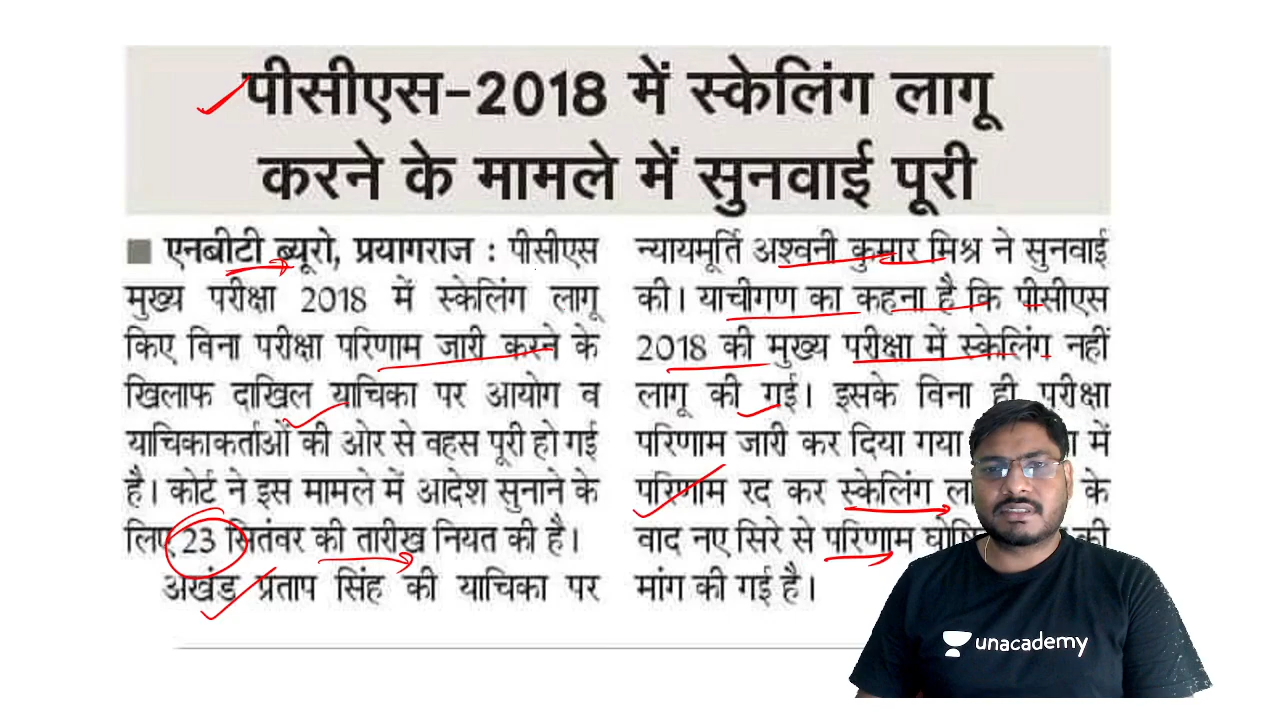 पीसीएस-2018 में स्केलिंग लागू
करने के मामले में सुनवाई पूरी
■ एनबीटी ब्यूरो, प्रयागराज : पीसीएस
मुख्य परीक्षा 2018 में स्केलिंग लागू
किए विना परीक्षा परिणाम जारी करने के
खिलाफ दाखिल याचिका पर आयोग व
याचिकाकर्ताओं की ओर से वहस पूरी हो गई
है। कोर्ट ने इस मामले में आदेश सुनाने के
लिए 23 सितंवर की तारीख नियत की है।
अखंड प्रताप सिंह की याचिका पर
न्यायमूर्ति अश्वनी कुमार मिश्र ने सुनवाई
की। याचीगण का कहना है कि पीसीएस
2018 की मुख्य परीक्षा में स्केलिंग नहीं
लागू की गई। इसके विना ही परीक्षा
परिणाम जारी कर दिया गया में
परिणाम रद कर स्केलिंग के
वाद नए सिरे से परिणाम की
मांग की गई है।
unacademy